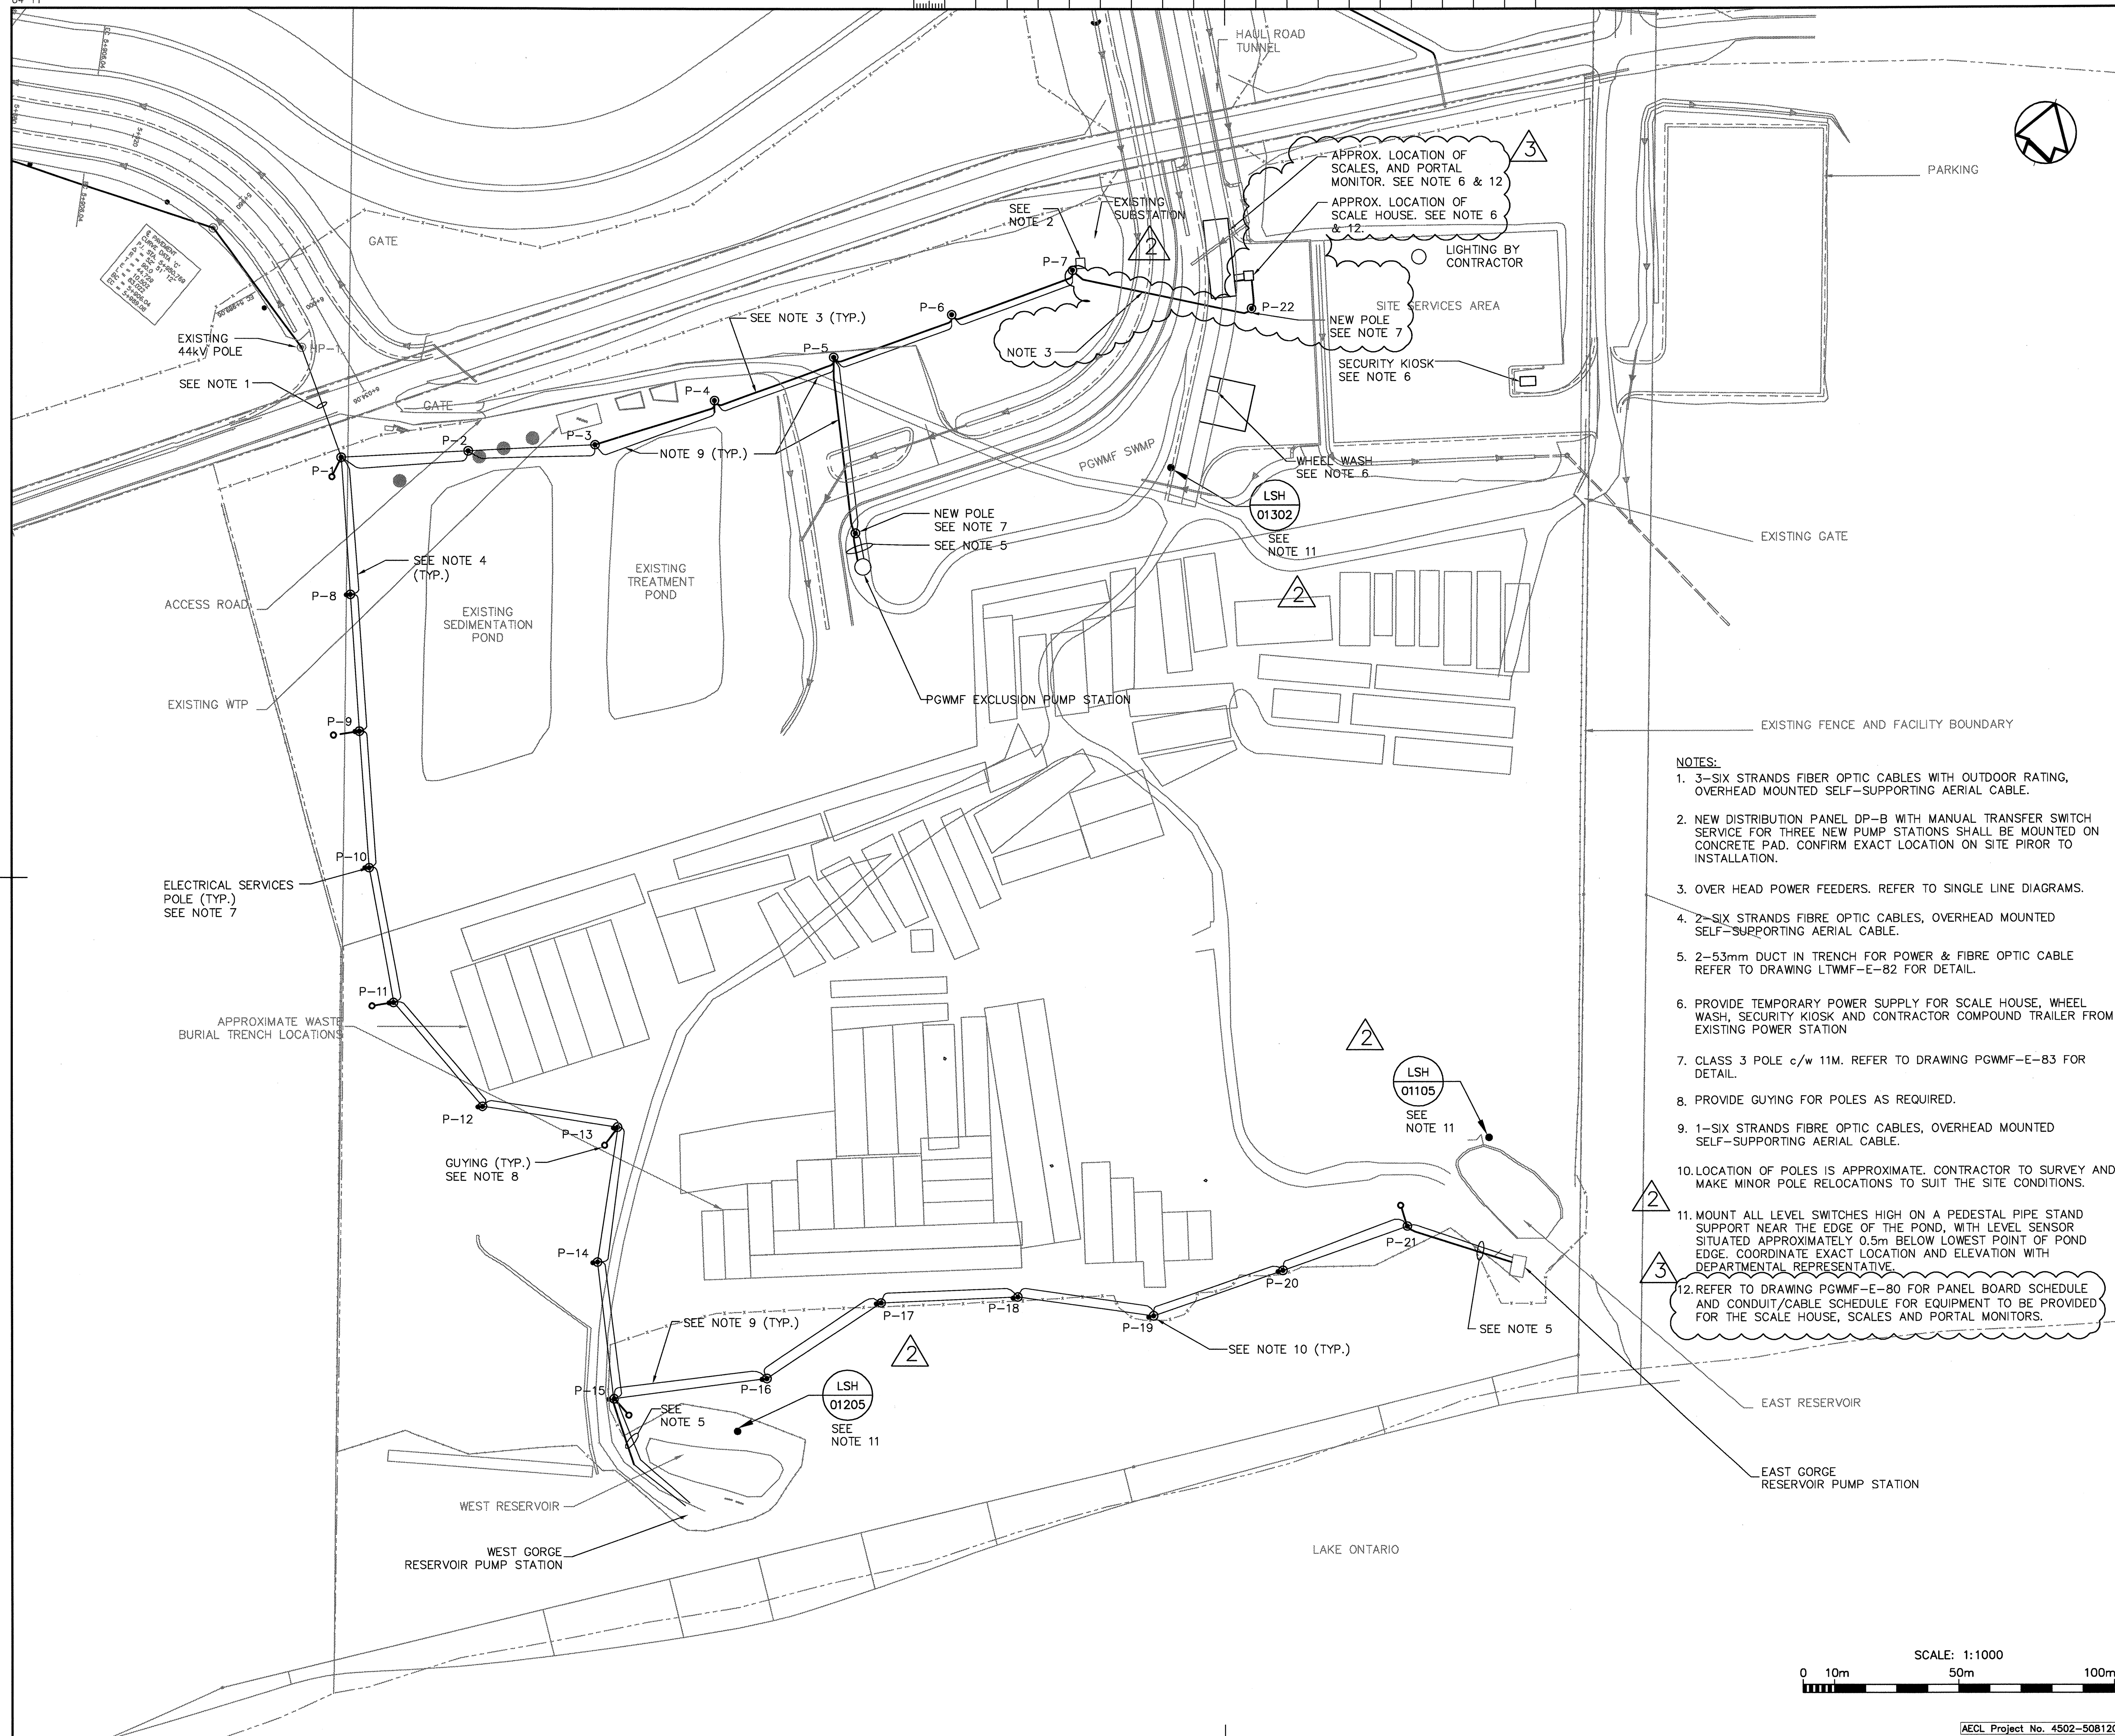 HAUL ROAD
TUNNEL
APPROX. LOCATION OF
SCALES, AND PORTAL
MONITOR. SEE NOTE 6 & 12
3
PARKING
APPROX. LOCATION OF
SCALE HOUSE. SEE NOTE 6
& 12.
EXISTING
SUBSTATION
SEE
NOTE 2
2
GATE
LIGHTING BY
CONTRACTOR
P-7
P-6
P-22
SITE SERVICES AREA
SEE NOTE 3 (TYP.)
NEW POLE
SEE NOTE 7
NOTE 3
EXISTING
44kV POLE
HP-1
P-5
SECURITY KIOSK
SEE NOTE 6
SEE NOTE 1
GATE
P-4
P-3
P-2
P-1
NOTE 9 (TYP.)
PGWMF SWMP
WHEEL WASH
SEE NOTE 6
LSH
01302
SEE
NOTE 11
NEW POLE
SEE NOTE 7
SEE NOTE 5
EXISTING GATE
SEE NOTE 4
(TYP.)
EXISTING
TREATMENT
POND
P-8
ACCESS ROAD
EXISTING
SEDIMENTATION
POND
2
EXISTING WTP
PGWMF EXCLUSION PUMP STATION
P-9
EXISTING FENCE AND FACILITY BOUNDARY
P-10
ELECTRICAL SERVICES
POLE (TYP.)
SEE NOTE 7
P-11
APPROXIMATE WASTE
BURIAL TRENCH LOCATIONS
P-12
P-13
GUYING (TYP.)
SEE NOTE 8
2
LSH
01105
SEE
NOTE 11
P-14
P-21
P-20
P-19
P-18
P-17
SEE NOTE 9 (TYP.)
SEE NOTE 10 (TYP.)
SEE NOTE 5
2
P-16
P-15
LSH
01205
SEE
NOTE 11
SEE
NOTE 5
WEST RESERVOIR
WEST GORGE
RESERVOIR PUMP STATION
EAST RESERVOIR
EAST GORGE
RESERVOIR PUMP STATION
LAKE ONTARIO
NOTES:
1. 3-SIX STRANDS FIBER OPTIC CABLES WITH OUTDOOR RATING,
OVERHEAD MOUNTED SELF-SUPPORTING AERIAL CABLE.
2. NEW DISTRIBUTION PANEL DP-B WITH MANUAL TRANSFER SWITCH
SERVICE FOR THREE NEW PUMP STATIONS SHALL BE MOUNTED ON
CONCRETE PAD. CONFIRM EXACT LOCATION ON SITE PIROR TO
INSTALLATION.
3. OVER HEAD POWER FEEDERS. REFER TO SINGLE LINE DIAGRAMS.
4. 2-SIX STRANDS FIBRE OPTIC CABLES, OVERHEAD MOUNTED
SELF-SUPPORTING AERIAL CABLE.
5. 2-53mm DUCT IN TRENCH FOR POWER & FIBRE OPTIC CABLE
REFER TO DRAWING LTWMF-E-82 FOR DETAIL.
6. PROVIDE TEMPORARY POWER SUPPLY FOR SCALE HOUSE, WHEEL
WASH, SECURITY KIOSK AND CONTRACTOR COMPOUND TRAILER FROM
EXISTING POWER STATION
7. CLASS 3 POLE c/w 11M. REFER TO DRAWING PGWMF-E-83 FOR
DETAIL.
8. PROVIDE GUYING FOR POLES AS REQUIRED.
9. 1-SIX STRANDS FIBRE OPTIC CABLES, OVERHEAD MOUNTED
SELF-SUPPORTING AERIAL CABLE.
10. LOCATION OF POLES IS APPROXIMATE. CONTRACTOR TO SURVEY AND
MAKE MINOR POLE RELOCATIONS TO SUIT THE SITE CONDITIONS.
2
11. MOUNT ALL LEVEL SWITCHES HIGH ON A PEDESTAL PIPE STAND
SUPPORT NEAR THE EDGE OF THE POND, WITH LEVEL SENSOR
SITUATED APPROXIMATELY 0.5m BELOW LOWEST POINT OF POND
EDGE. COORDINATE EXACT LOCATION AND ELEVATION WITH
DEPARTMENTAL REPRESENTATIVE.
3
12. REFER TO DRAWING PGWMF-E-80 FOR PANEL BOARD SCHEDULE
AND CONDUIT/CABLE SCHEDULE FOR EQUIPMENT TO BE PROVIDED
FOR THE SCALE HOUSE, SCALES AND PORTAL MONITORS.
SCALE: 1:1000
0 10m 50m 100m
AECL Project No. 4502-508120